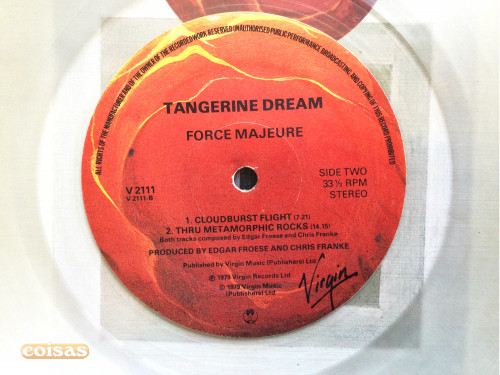 ALL RIGHTS OF THE MANUFACTURER AND OF THE OWNER OF THE RECORDED WORK RESERVED UNAUTHORISED PUBLIC PERFORMANCE BROADCASTING AND COPYING OF THIS RECORD PROHIBITED
TANGERINE DREAM
FORCE MAJEURE
V 2111
V 2111-B
SIDE TWO
33⅓ RPM
STEREO
1. CLOUDBURST FLIGHT (7.21)
2. THRU METAMORPHIC ROCKS (14.15)
Both tracks composed by Edgar Froese and Chris Franke
PRODUCED BY EDGAR FROESE AND CHRIS FRANKE
Published by Virgin Music (Publishers) Ltd
℗ 1979 Virgin Records Ltd
© 1979 Virgin Music
(Publishers) Ltd
Virgin
coisas